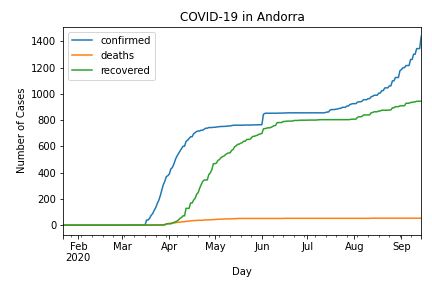 COVID-19 in Andorra
confirmed
deaths
recovered
Number of Cases
1400
1200
1000
800
600
400
200
0
Feb
2020
Mar
Apr
May
Jun
Jul
Aug
Sep
Day